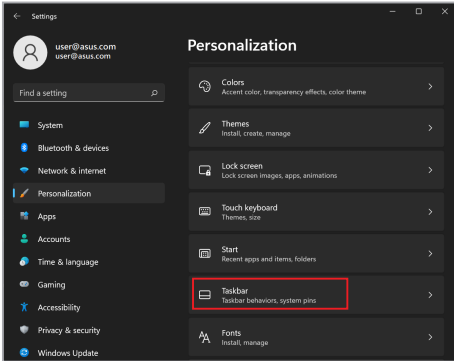 Settings
user@asus.com
user@asus.com
Find a setting
System
Bluetooth & devices
Network & internet
Personalization
Apps
Accounts
Time & language
Gaming
Accessibility
Privacy & security
Windows Update
Personalization
Colors
Accent color, transparency effects, color theme
Themes
Install, create, manage
Lock screen
Lock screen images, apps, animations
Touch keyboard
Themes, size
Start
Recent apps and items, folders
Taskbar
Taskbar behaviors, system pins
Fonts
Install, manage